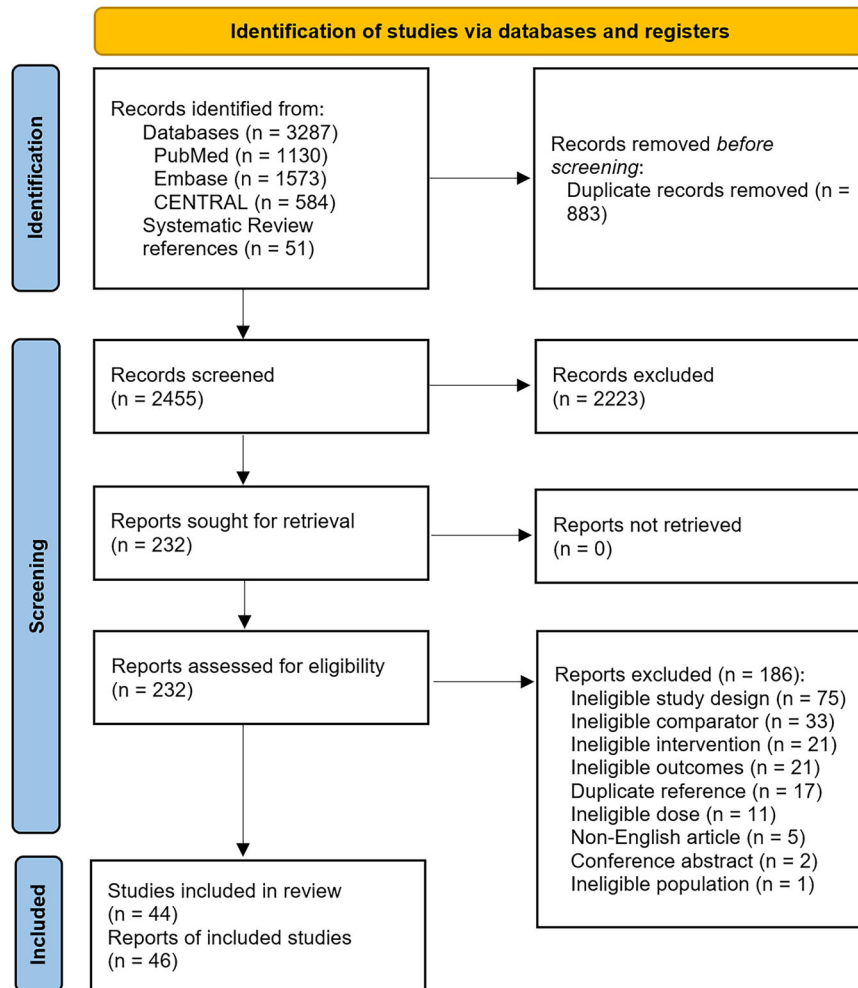 Identification of studies via databases and registers
Identification
Records identified from:
Databases (n = 3287)
PubMed (n = 1130)
Embase (n = 1573)
CENTRAL (n = 584)
Systematic Review
references (n = 51)
Records removed before
screening:
Duplicate records removed (n =
883)
Screening
Records screened
(n = 2455)
Records excluded
(n = 2223)
Reports sought for retrieval
(n = 232)
Reports not retrieved
(n = 0)
Reports assessed for eligibility
(n = 232)
Reports excluded (n = 186):
Ineligible study design (n = 75)
Ineligible comparator (n = 33)
Ineligible intervention (n = 21)
Ineligible outcomes (n = 21)
Duplicate reference (n = 17)
Ineligible dose (n = 11)
Non-English article (n = 5)
Conference abstract (n = 2)
Ineligible population (n = 1)
Included
Studies included in review
(n = 44)
Reports of included studies
(n = 46)